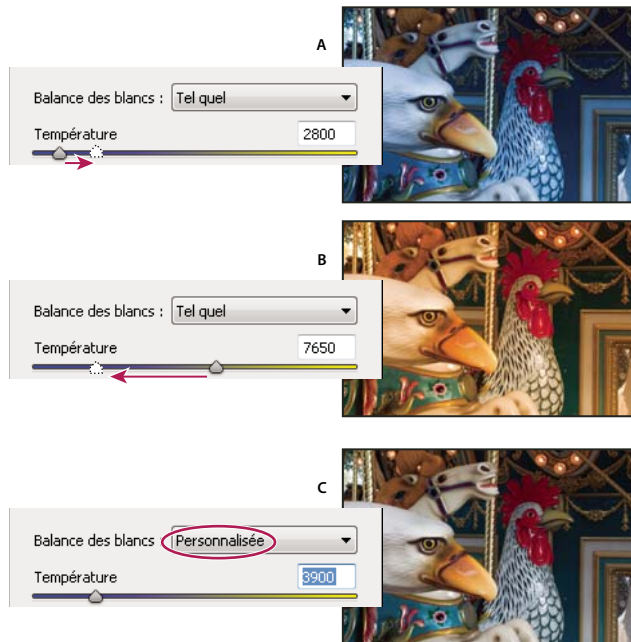 A
Balance des blancs : Tel quel
Température 2800
B
Balance des blancs : Tel quel
Température 7650
C
Balance des blancs Personnalisée
Température 3900